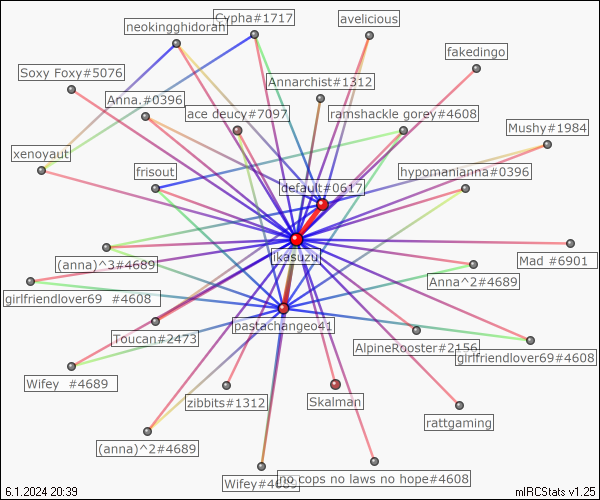 Cypha#1717
avelicious
neokingghidorah
fakedingo
Soxy Foxy#5076
Annarchist#1312
Anna.#0396
ace deucy#7097
ramshackle gorey#4608
Mushy#1984
xenoyaut
frisout
hypomanianna#0396
default#0617
ikasuzu
(anna)^3#4689
Mad #6901
Anna^2#4689
girlfriendlover69 #4608
pastachangeo41
Toucan#2473
AlpineRooster#2156
girlfriendlover69#4608
Wifey #4689
zibbits#1312
Skalman
rattgaming
(anna)^2#4689
Wifey#4689
no cops no laws no hope#4608
6.1.2024 20:39
mIRCStats v1.25